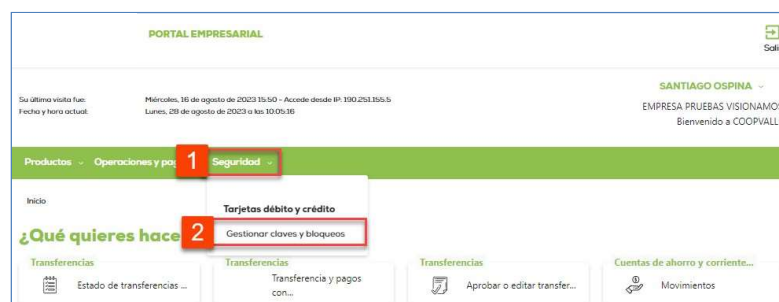 PORTAL EMPRESARIAL
Sali
SANTIAGO OSPINA
Su última visita fue: Miércoles, 16 de agosto de 2023 15:50 - Accede desde IP: 190.251.155.5
EMPRESA PRUEBAS VISIONAMOS
Fecha y hora actual: Lunes, 28 de agosto de 2023 a las 10:05:16
Bienvenido a COOPVALL
Productos Operaciones y pag 1 Seguridad
Inicio
Tarjetas débito y crédito
¿Qué quieres hace 2 Gestionar claves y bloqueos
Transferencias Transferencias Transferencias Cuentas de ahorro y corriente...
Estado de transferencias ... Transferencia y pagos con... Aprobar o editar transfer... Movimientos